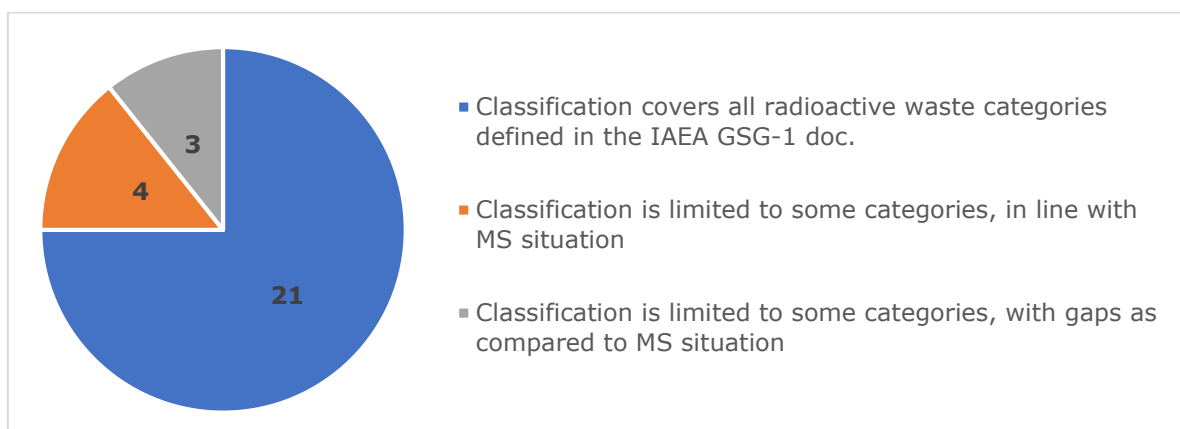 3
4
21
Classification covers all radioactive waste categories
defined in the IAEA GSG-1 doc.
Classification is limited to some categories, in line with
MS situation
Classification is limited to some categories, with gaps as
compared to MS situation